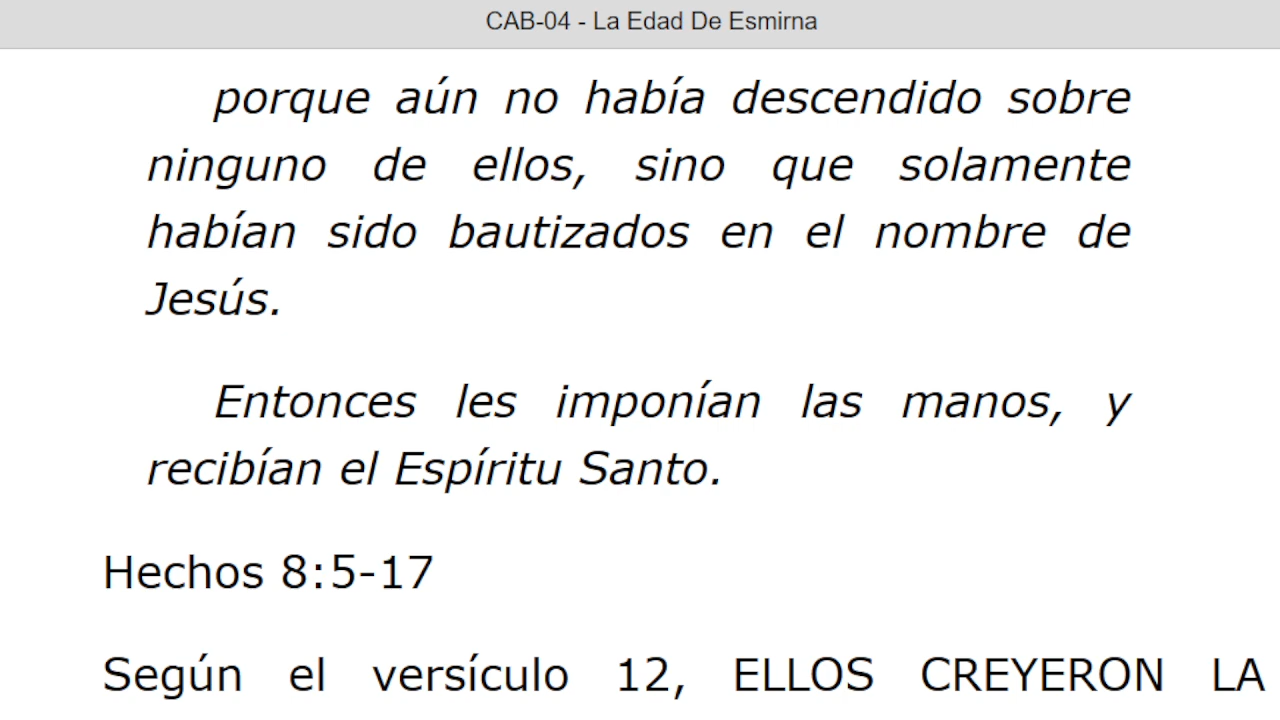 CAB-04 - La Edad De Esmirna
porque aún no había descendido sobre
ninguno de ellos, sino que solamente
habían sido bautizados en el nombre de
Jesús.
Entonces les imponían las manos, y
recibían el Espíritu Santo.
Hechos 8:5-17
Según el versículo 12, ELLOS CREYERON LA